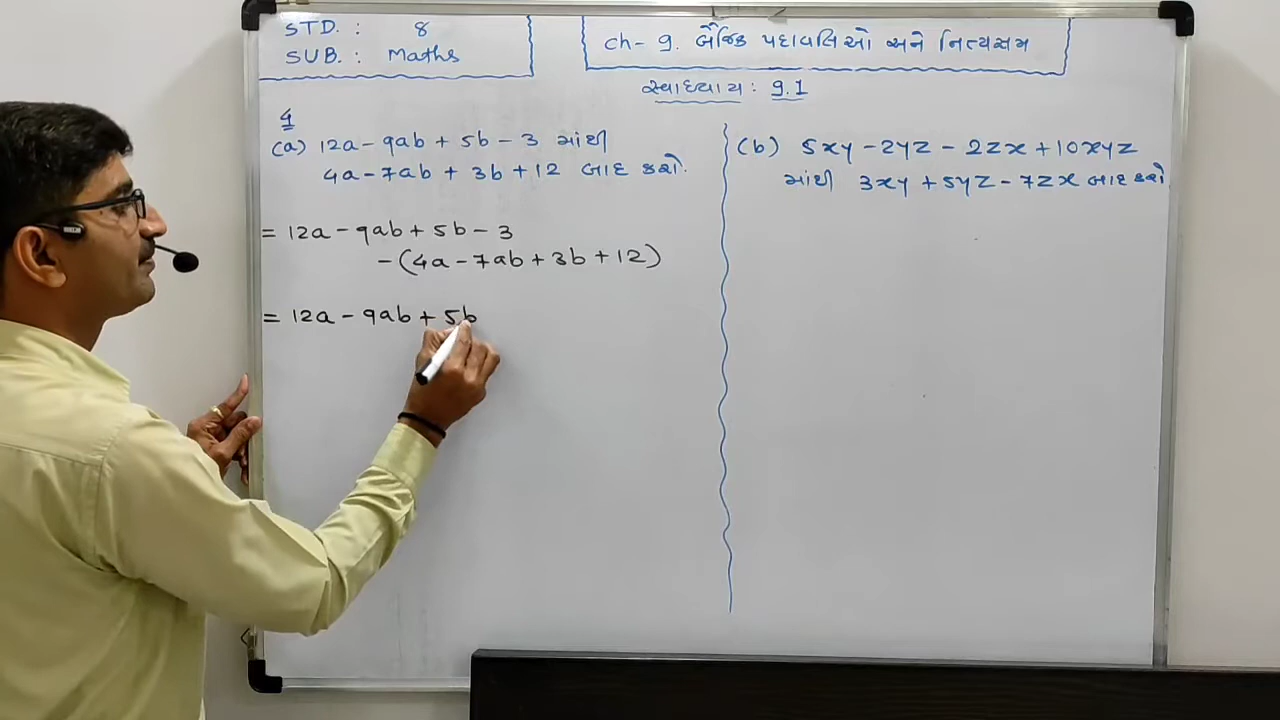 STD. : 8
SUB. : Maths
Ch- 9. બૈજિક પદાવલિઓ અને નિત્યસમ
સ્વાધ્યાય : 9.1
4
(a) 12a - 9ab + 5b - 3 માંથી
4a - 7ab + 3b + 12 બાદ કરો.
= 12a - 9ab + 5b - 3
- (4a - 7ab + 3b + 12)
= 12a - 9ab + 5b
(b) 5xy - 2yz - 2zx + 10xyz
માંથી 3xy + 5yz - 7zx બાદ કરો